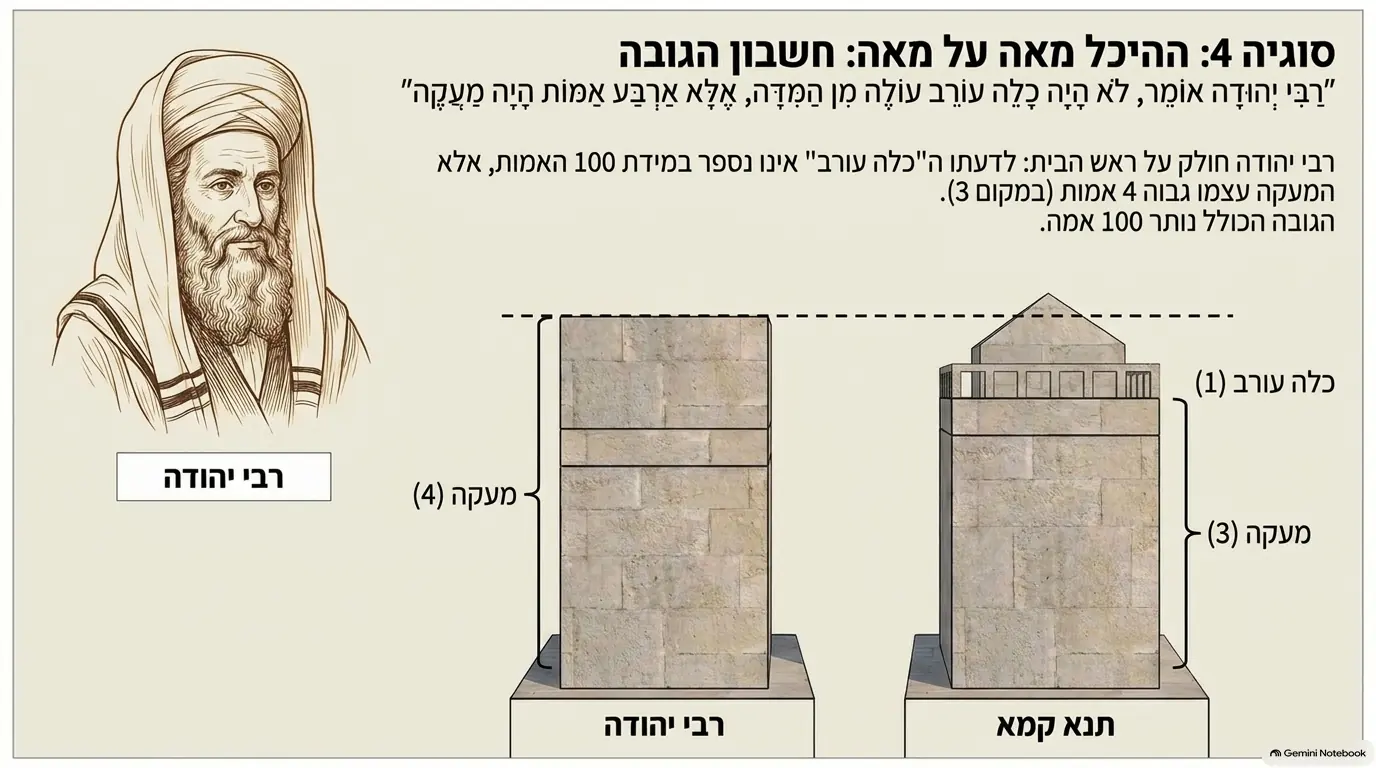 סוגיה 4: ההיכל מאה על מאה: חשבון הגובה
"רַבִּי יְהוּדָה אוֹמֵר, לֹא הָיָה כָלֵה עוֹרֵב עוֹלֶה מִן הַמִּדָּה, אֶלָּא אַרְבַּע אַמּוֹת הָיָה מַעֲקֶה"
רבי יהודה חולק על ראש הבית: לדעתו ה"כלה עורב" אינו נספר במידת 100 האמות, אלא
המעקה עצמו גבוה 4 אמות (במקום 3).
הגובה הכולל נותר 100 אמה.
כלה עורב (1)
מעקה (3)
תנא קמא
מעקה (4)
רבי יהודה
רבי יהודה
Gemini Notebook